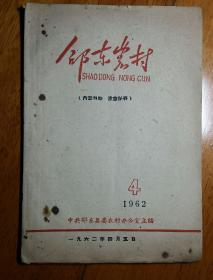 邵东农村
SHAODONG NONG CUN
(内部刊物 注意保存)
4
1962
中共邵东县委农村办公室主编
一九六二年四月五日